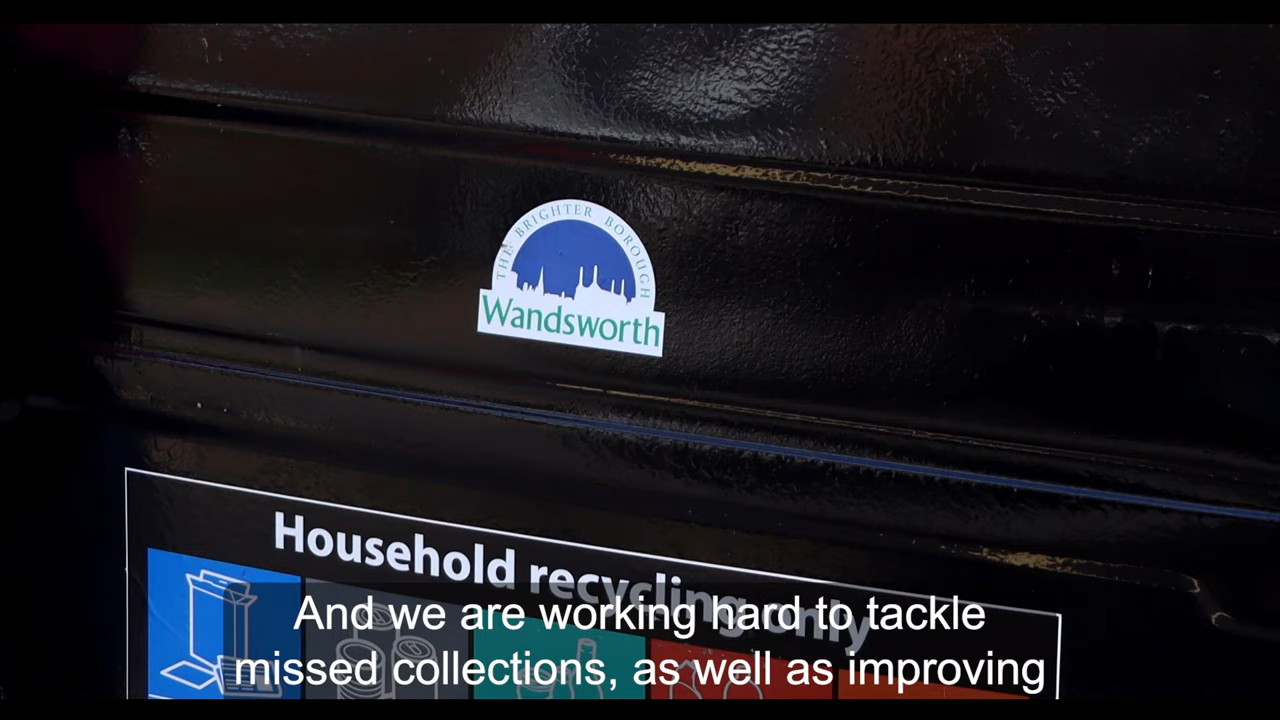 THE BRIGHTER BOROUGH
Wandsworth
Household recycling only
And we are working hard to tackle
missed collections, as well as improving